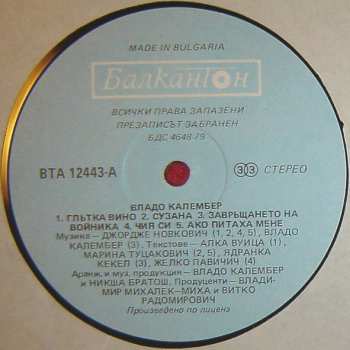 MADE IN BULGARIA
Балкантон
ВСИЧКИ ПРАВА ЗАПАЗЕНИ
ПРЕЗАПИСЪТ ЗАБРАНЕН
БДС 4648-79
ВТА 12443-А
33 СТЕРЕО
ВЛАДО КАЛЕМБЕР
1. ГЛЪТКА ВИНО 2. СУЗАНА 3. ЗАВРЪЩАНЕТО НА
ВОЙНИКА 4. ЧИЯ СИ 5. АКО ПИТАХА МЕНЕ
Музика — ДЖОРДЖЕ НОВКОВИЧ (1, 2, 4, 5), ВЛАДО
КАЛЕМБЕР (3), Текстове — АЛКА ВУИЦА (1),
МАРИНА ТУЦАКОВИЧ (2, 5), ЯДРАНКА
КЕКЕЛ (3), ЖЕЛКО ПАВИЧИЧ (4)
Аранж. и муз. продукция — ВЛАДО КАЛЕМБЕР
и НИКША БРАТОШ, Продуценти — ВЛАДИ-
МИР МИХАЛЕК-МИХА и ВИТКО
РАДОМИРОВИЧ
Произведено по лиценз